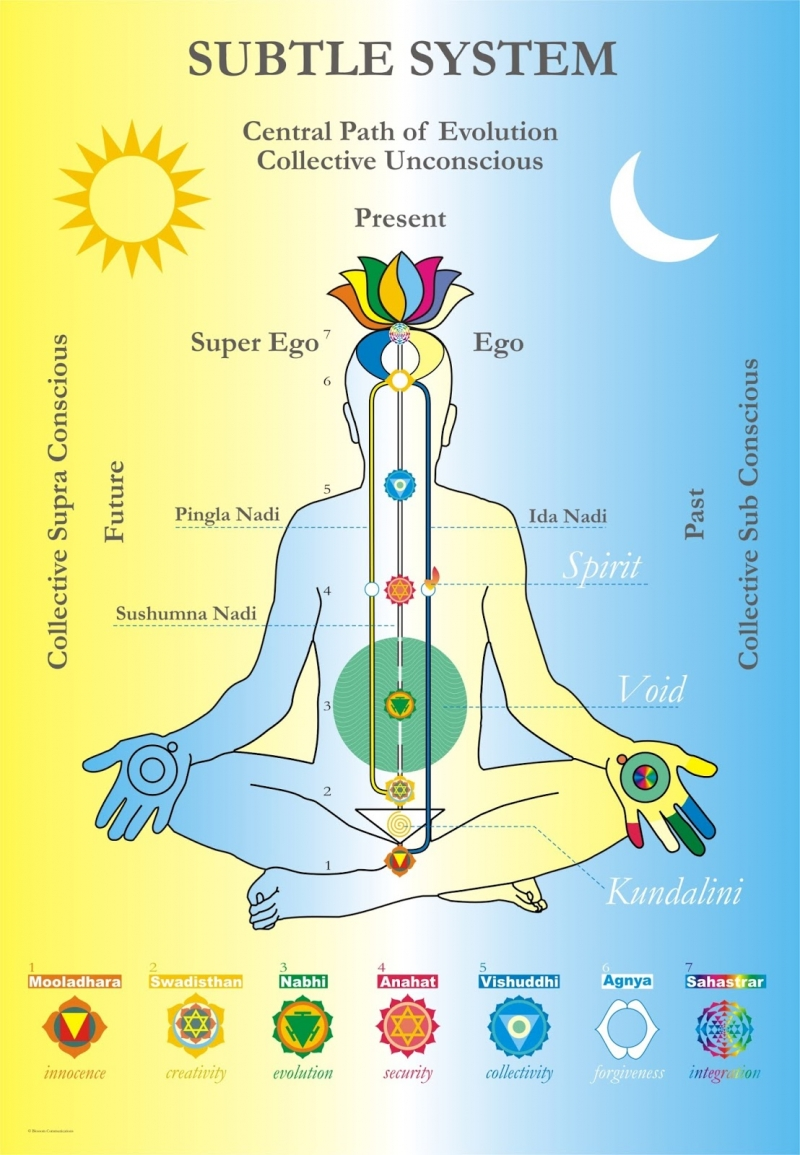 SUBTLE SYSTEM
Central Path of Evolution
Collective Unconscious
Present
Super Ego
Ego
7
6
5
4
3
2
1
Collective Supra Conscious
Future
Past
Collective Sub Conscious
Pingla Nadi
Ida Nadi
Spirit
Sushumna Nadi
Void
Kundalini
1
Mooladhara
innocence
2
Swadisthan
creativity
3
Nabhi
evolution
4
Anahat
security
5
Vishuddhi
collectivity
6
Agnya
forgiveness
7
Sahastrar
integration